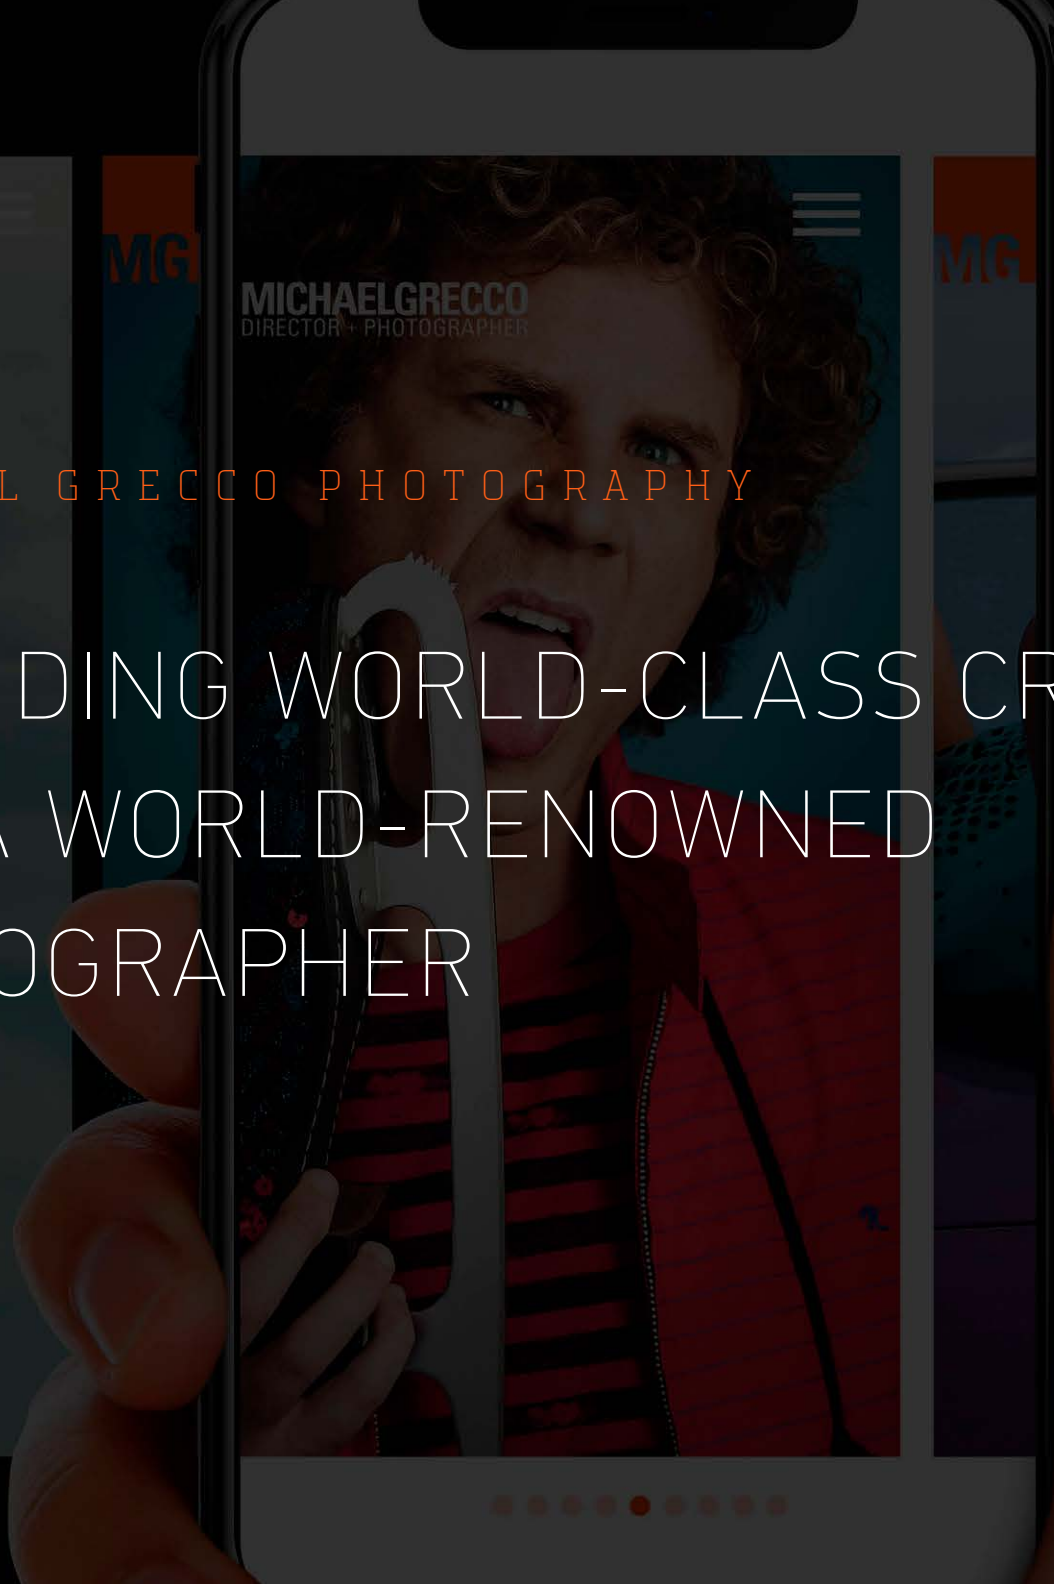 MG
MICHAELGRECCO
MG
DIRECTOR + PHOTOGRAPHER
L GRECCO PHOTOGRAPHY
DING WORLD-CLASS CR
A WORLD-RENOWNED
OGRAPHER